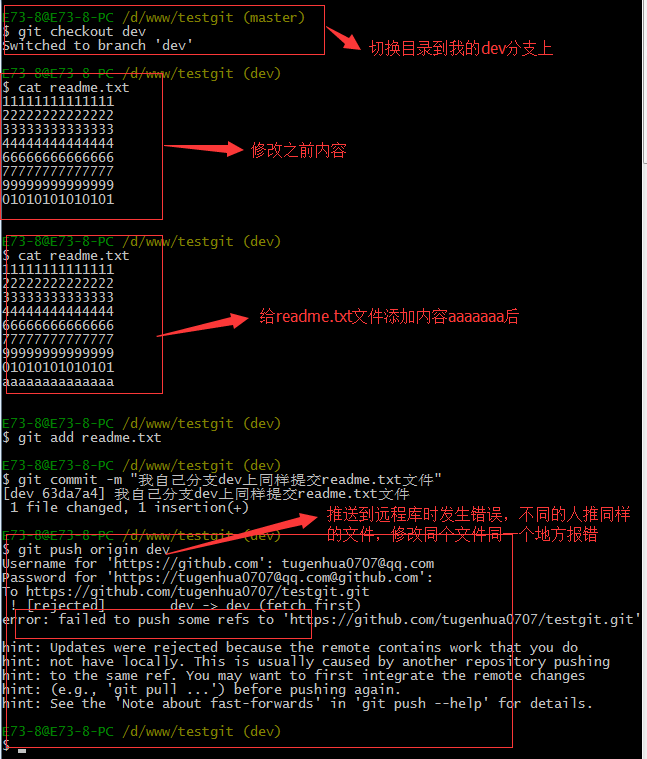 E73-8@E73-8-PC /d/www/testgit (master)
$ git checkout dev
Switched to branch 'dev'
切换目录到我的dev分支上
E73-8@E73-8-PC /d/www/testgit (dev)
$ cat readme.txt
11111111111111
22222222222222
33333333333333
44444444444444
66666666666666
77777777777777
99999999999999
01010101010101
修改之前内容
E73-8@E73-8-PC /d/www/testgit (dev)
$ cat readme.txt
11111111111111
22222222222222
33333333333333
44444444444444
66666666666666
77777777777777
99999999999999
01010101010101
aaaaaaaaaaaaaa
给readme.txt文件添加内容aaaaaaa后
E73-8@E73-8-PC /d/www/testgit (dev)
$ git add readme.txt
E73-8@E73-8-PC /d/www/testgit (dev)
$ git commit -m "我自己分支dev上同样提交readme.txt文件"
[dev 63da7a4] 我自己分支dev上同样提交readme.txt文件
1 file changed, 1 insertion(+)
推送到远程库时发生错误，不同的人推同样
的文件，修改同个文件同一个地方报错
E73-8@E73-8-PC /d/www/testgit (dev)
$ git push origin dev
Username for 'https://github.com': tugenhua0707@qq.com
Password for 'https://tugenhua0707@qq.com@github.com':
To https://github.com/tugenhua0707/testgit.git
! [rejected] dev -> dev (fetch first)
error: failed to push some refs to 'https://github.com/tugenhua0707/testgit.git'
hint: Updates were rejected because the remote contains work that you do
hint: not have locally. This is usually caused by another repository pushing
hint: to the same ref. You may want to first integrate the remote changes
hint: (e.g., 'git pull ...') before pushing again.
hint: See the 'Note about fast-forwards' in 'git push --help' for details.
E73-8@E73-8-PC /d/www/testgit (dev)
$